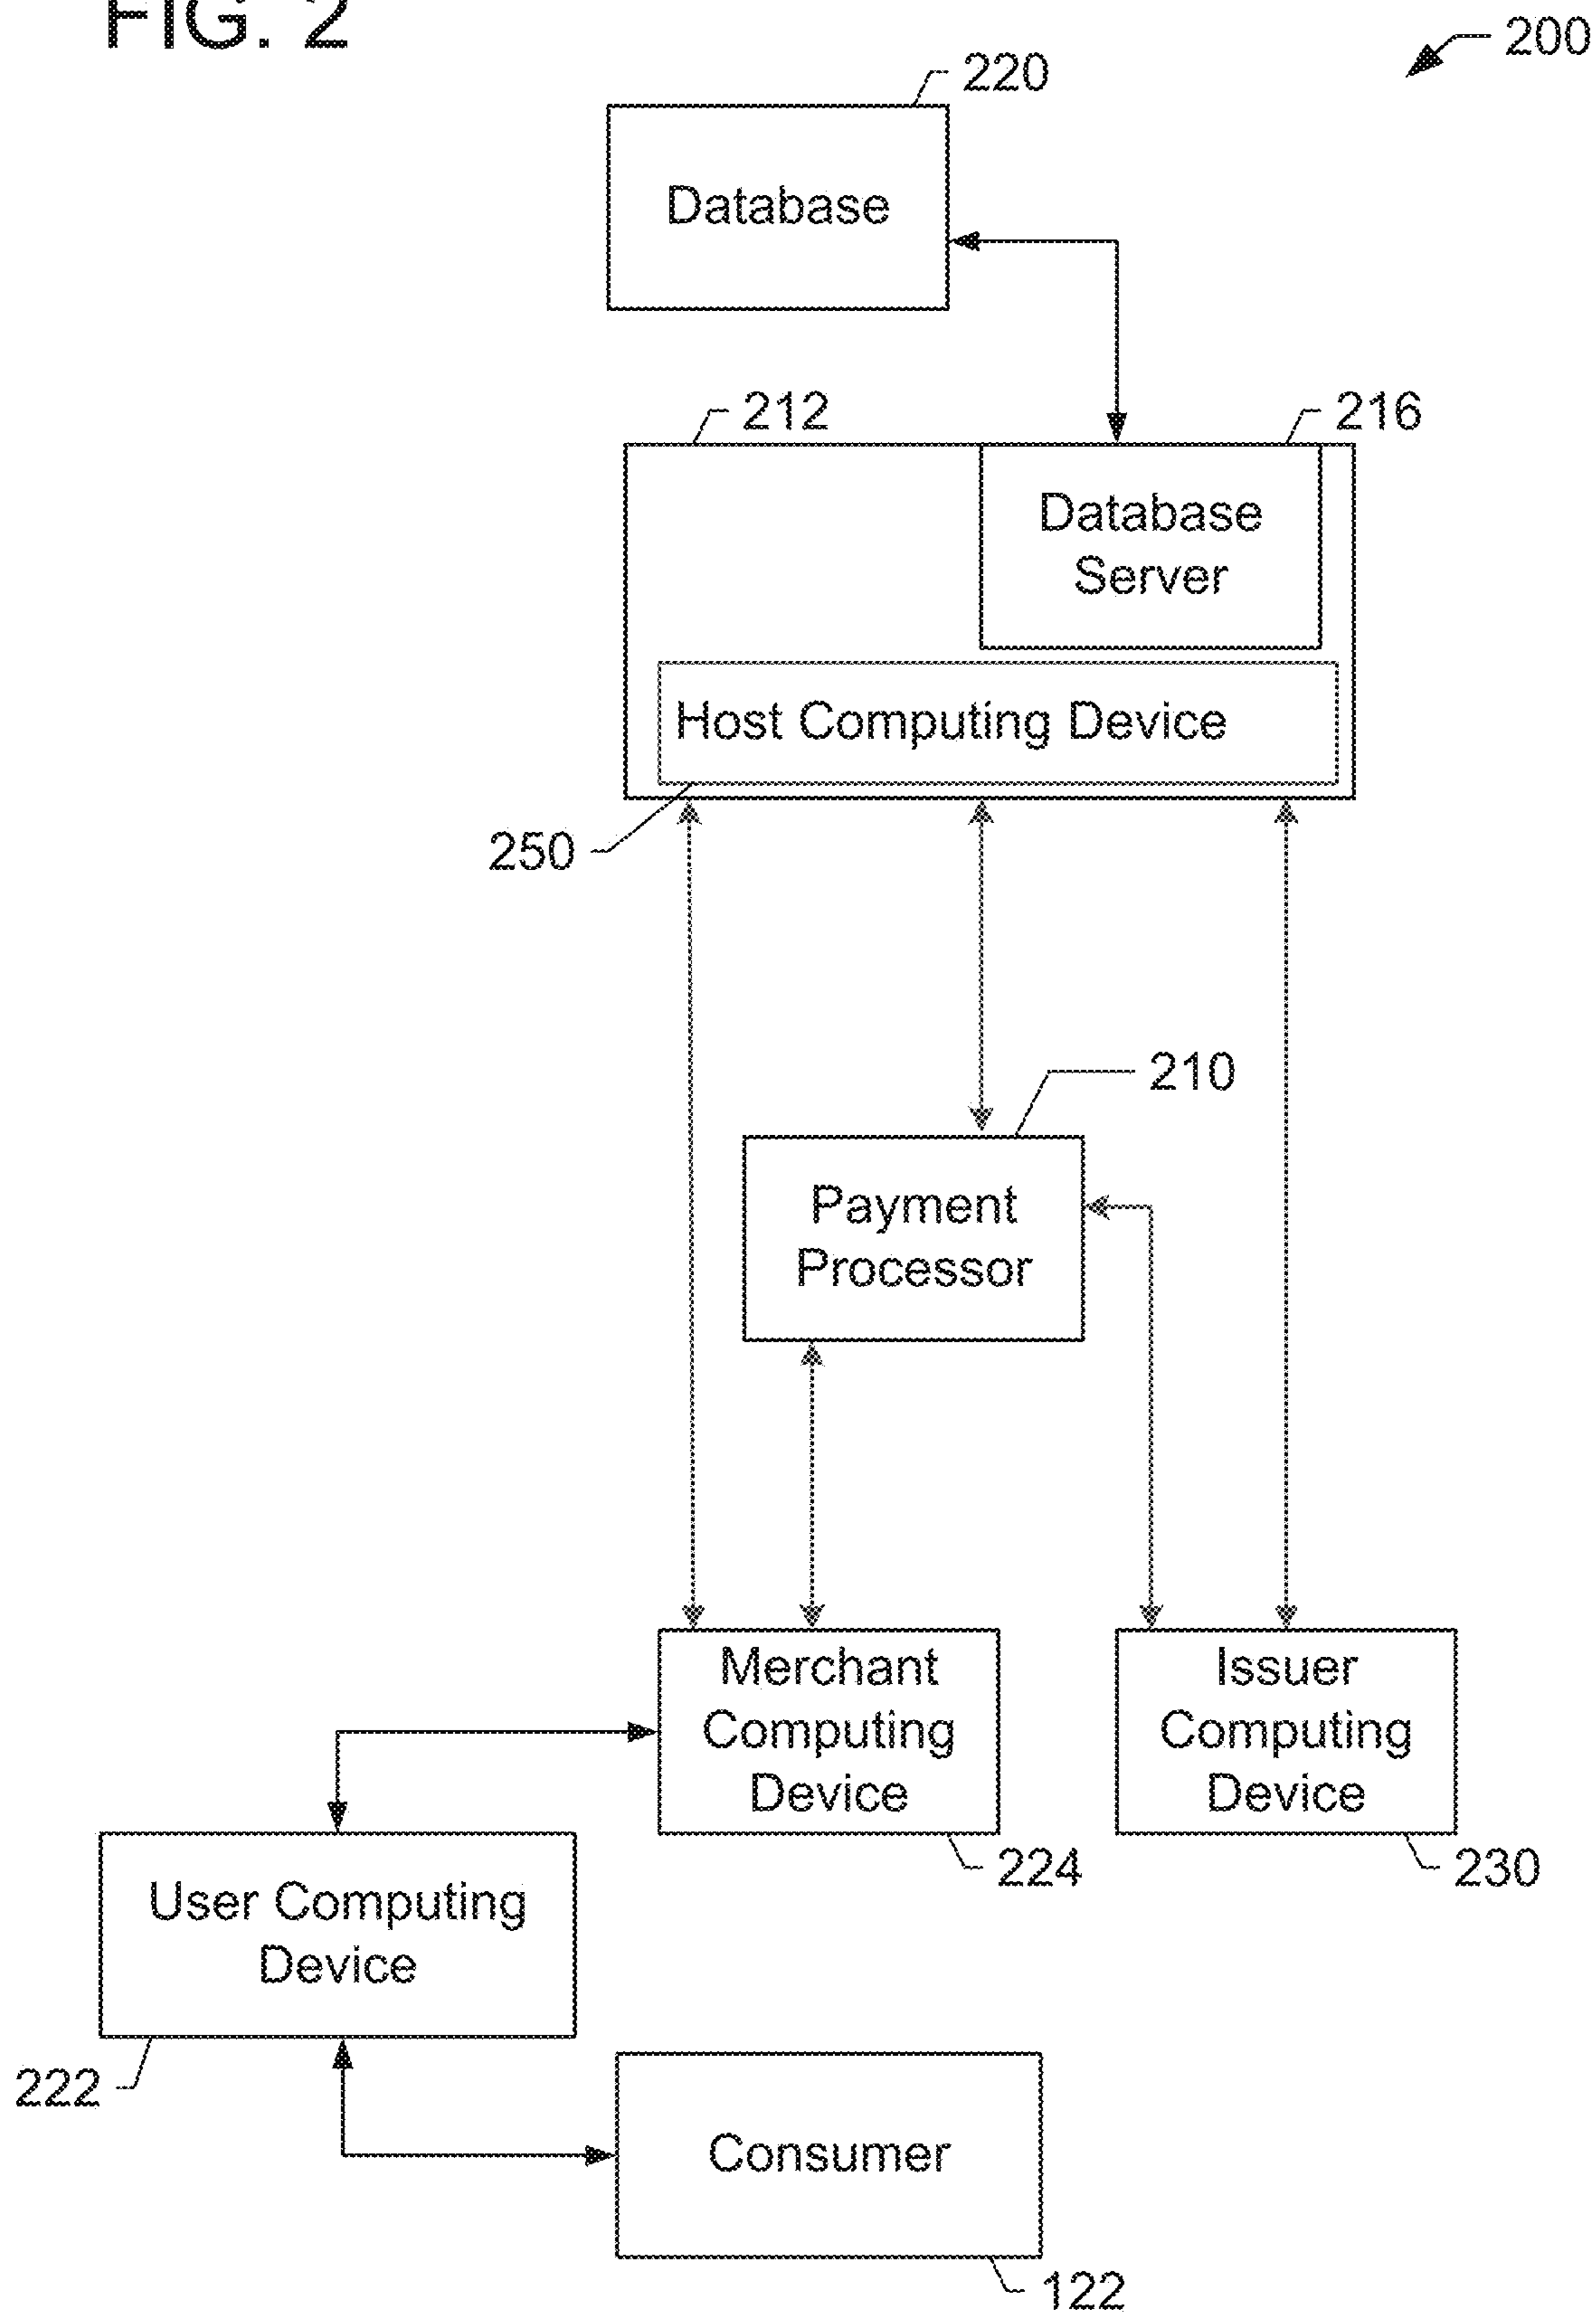 FIG. 2
200
220
Database
212
216
Database
Server
Host Computing Device
250
210
Payment
Processor
Merchant
Computing
Device
Issuer
Computing
Device
224
230
User Computing
Device
222
Consumer
122